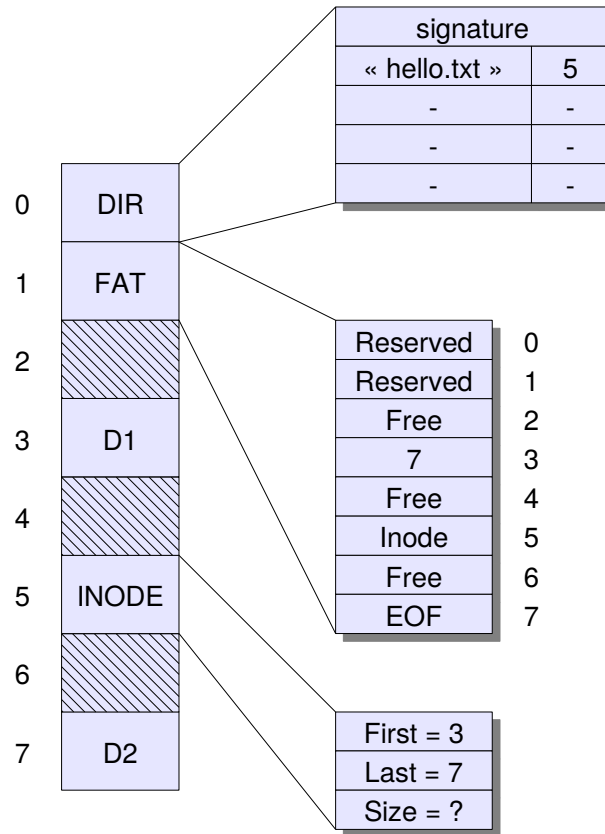 signature
« hello.txt » 5
- -
- -
- -
0 DIR
1 FAT
2
3 D1
4
5 INODE
6
7 D2
Reserved 0
Reserved 1
Free 2
7 3
Free 4
Inode 5
Free 6
EOF 7
First = 3
Last = 7
Size = ?